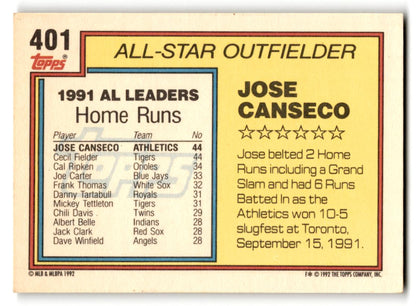 401
Topps®
ALL-STAR OUTFIELDER
1991 AL LEADERS
Home Runs
Player Team No
JOSE CANSECO ATHLETICS 44
Cecil Fielder Tigers 44
Cal Ripken Orioles 34
Joe Carter Blue Jays 33
Frank Thomas White Sox 32
Danny Tartabull Royals 31
Mickey Tettleton Tigers 31
Chili Davis Twins 29
Albert Belle Indians 28
Jack Clark Red Sox 28
Dave Winfield Angels 28
Topps
JOSE
CANSECO
Jose belted 2 Home
Runs including a Grand
Slam and had 6 Runs
Batted In as the
Athletics won 10-5
slugfest at Toronto,
September 15, 1991.
© MLB & MLBPA 1992
F* © 1992 THE TOPPS COMPANY, INC.